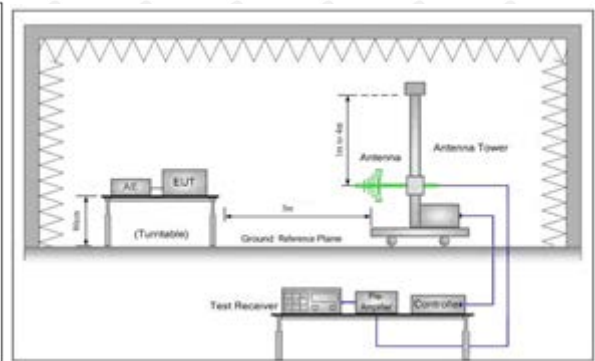 1m to 4m
Antenna
Antenna Tower
AE
EUT
80cm
3m
(Turntable)
Ground Reference Plane
Test Receiver
Pre
Amplifier
Controller